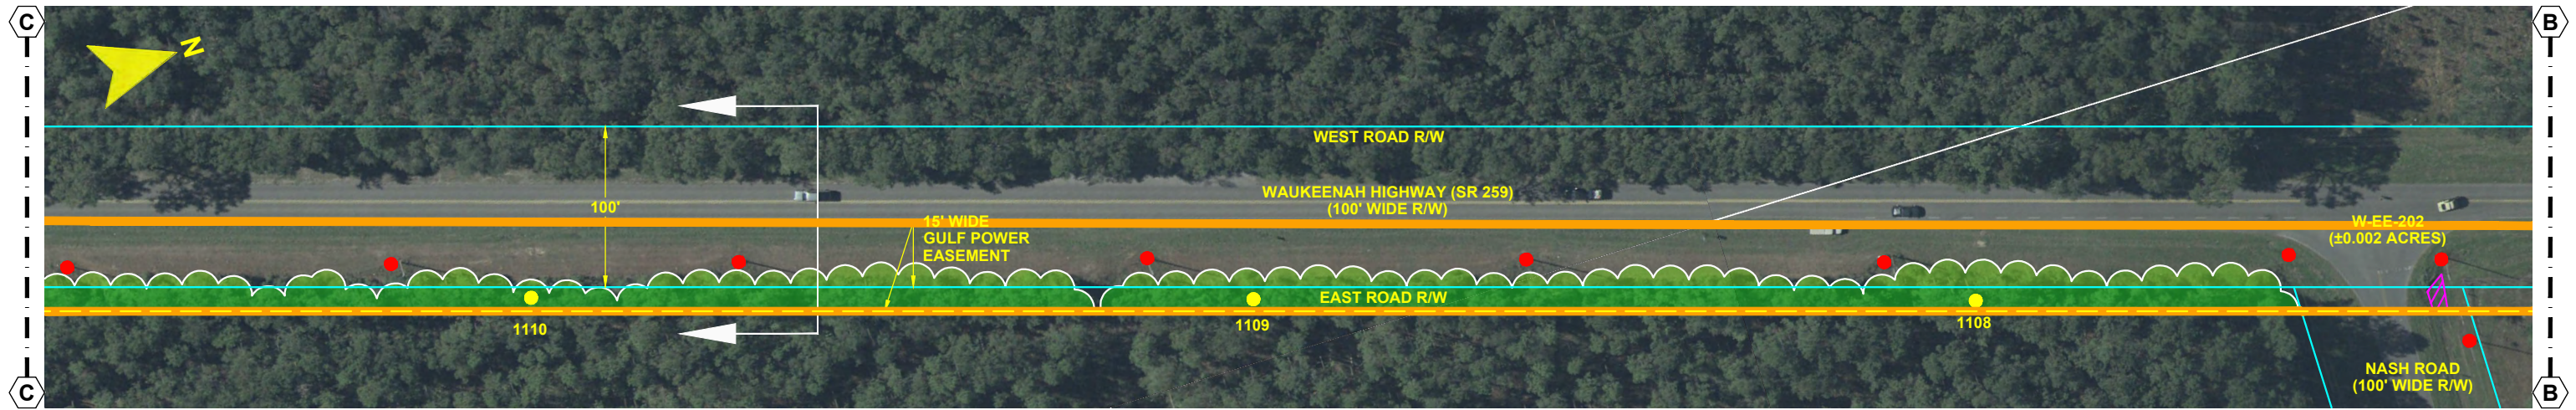 C
B
N
WEST ROAD R/W
WAUKEENAH HIGHWAY (SR 259)
(100' WIDE R/W)
100'
15' WIDE
GULF POWER
EASEMENT
W-EE-202
(±0.002 ACRES)
EAST ROAD R/W
1110
1109
1108
NASH ROAD
(100' WIDE R/W)
C
B